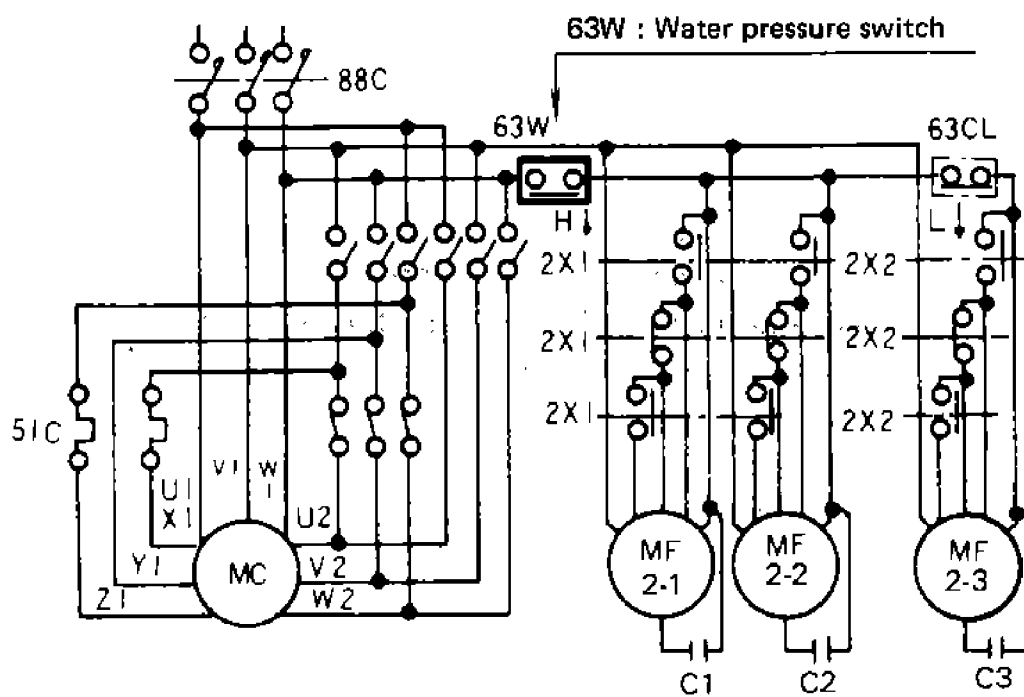 63W : Water pressure switch
88C
63W
63CL
H
L
2X1
2X2
2X1
2X2
2X1
2X2
51C
V1
W1
U1
X1
U2
Y1
MC
V2
Z1
W2
MF
2-1
MF
2-2
MF
2-3
C1
C2
C3